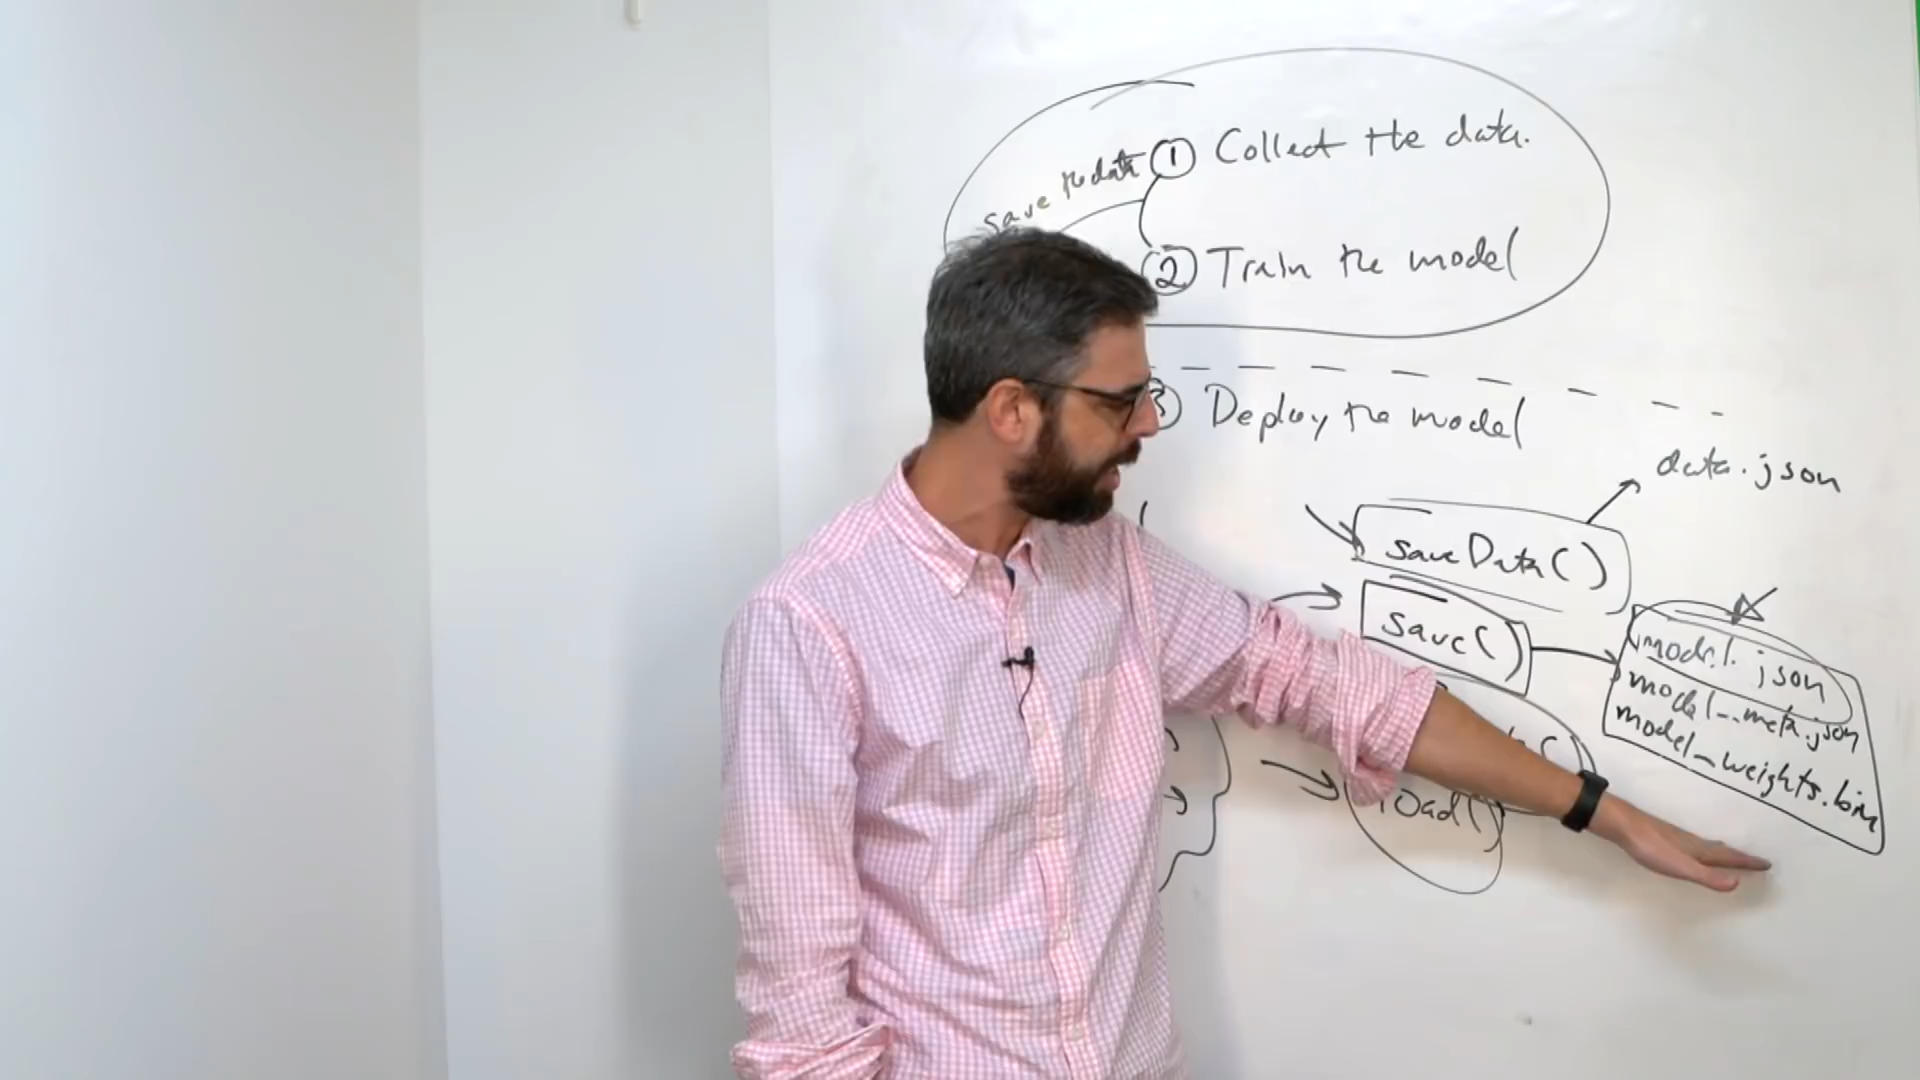 save the data ① Collect the data.
② Train the model
③ Deploy the model
data.json
saveData()
save()
model.json
model_meta.json
model_weights.bin
load()